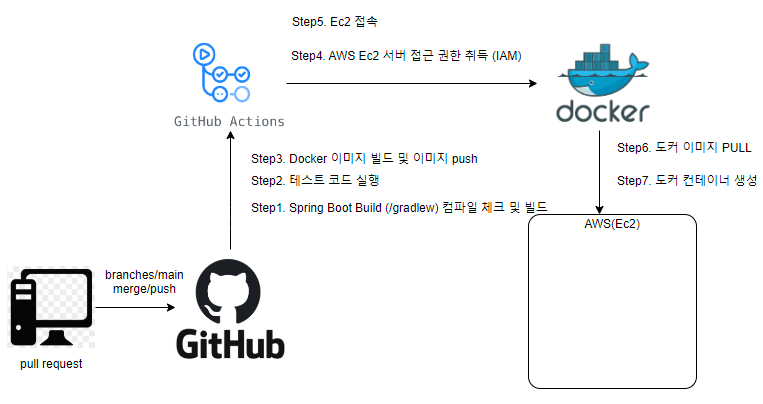 Step5. Ec2 접속
Step4. AWS Ec2 서버 접근 권한 취득 (IAM)
GitHub Actions
docker
Step3. Docker 이미지 빌드 및 이미지 push
Step2. 테스트 코드 실행
Step1. Spring Boot Build (/gradlew) 컴파일 체크 및 빌드
Step6. 도커 이미지 PULL
Step7. 도커 컨테이너 생성
AWS(Ec2)
branches/main
merge/push
GitHub
pull request